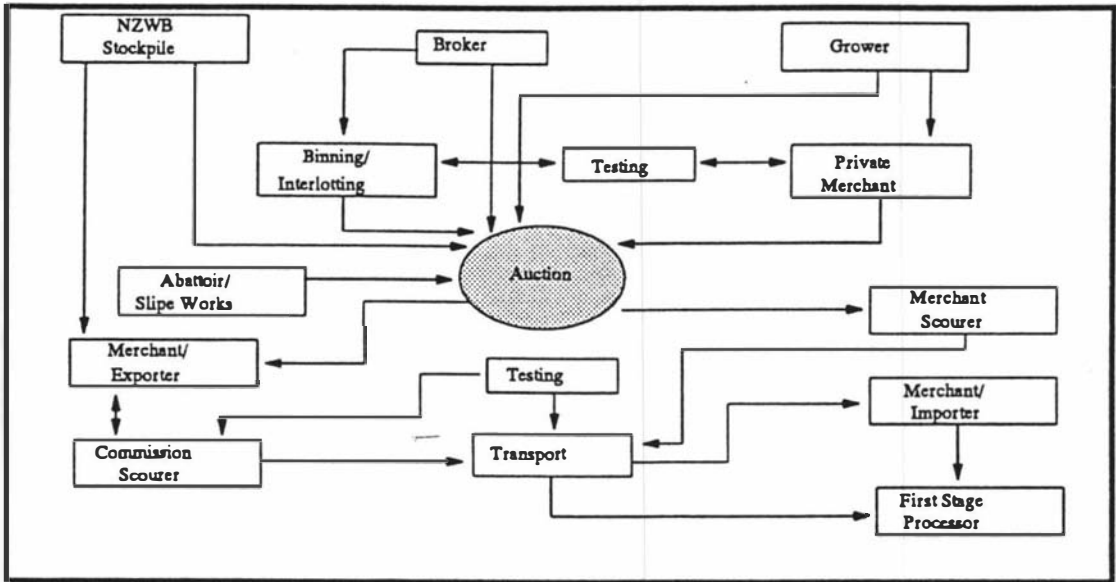 NZWB
Stockpile
Broker
Grower
Binning/
Interlotting
Testing
Private
Merchant
Auction
Abattoir/
Slipe Works
Merchant
Scourer
Merchant/
Exporter
Testing
Merchant/
Importer
Commission
Scourer
Transport
First Stage
Processor